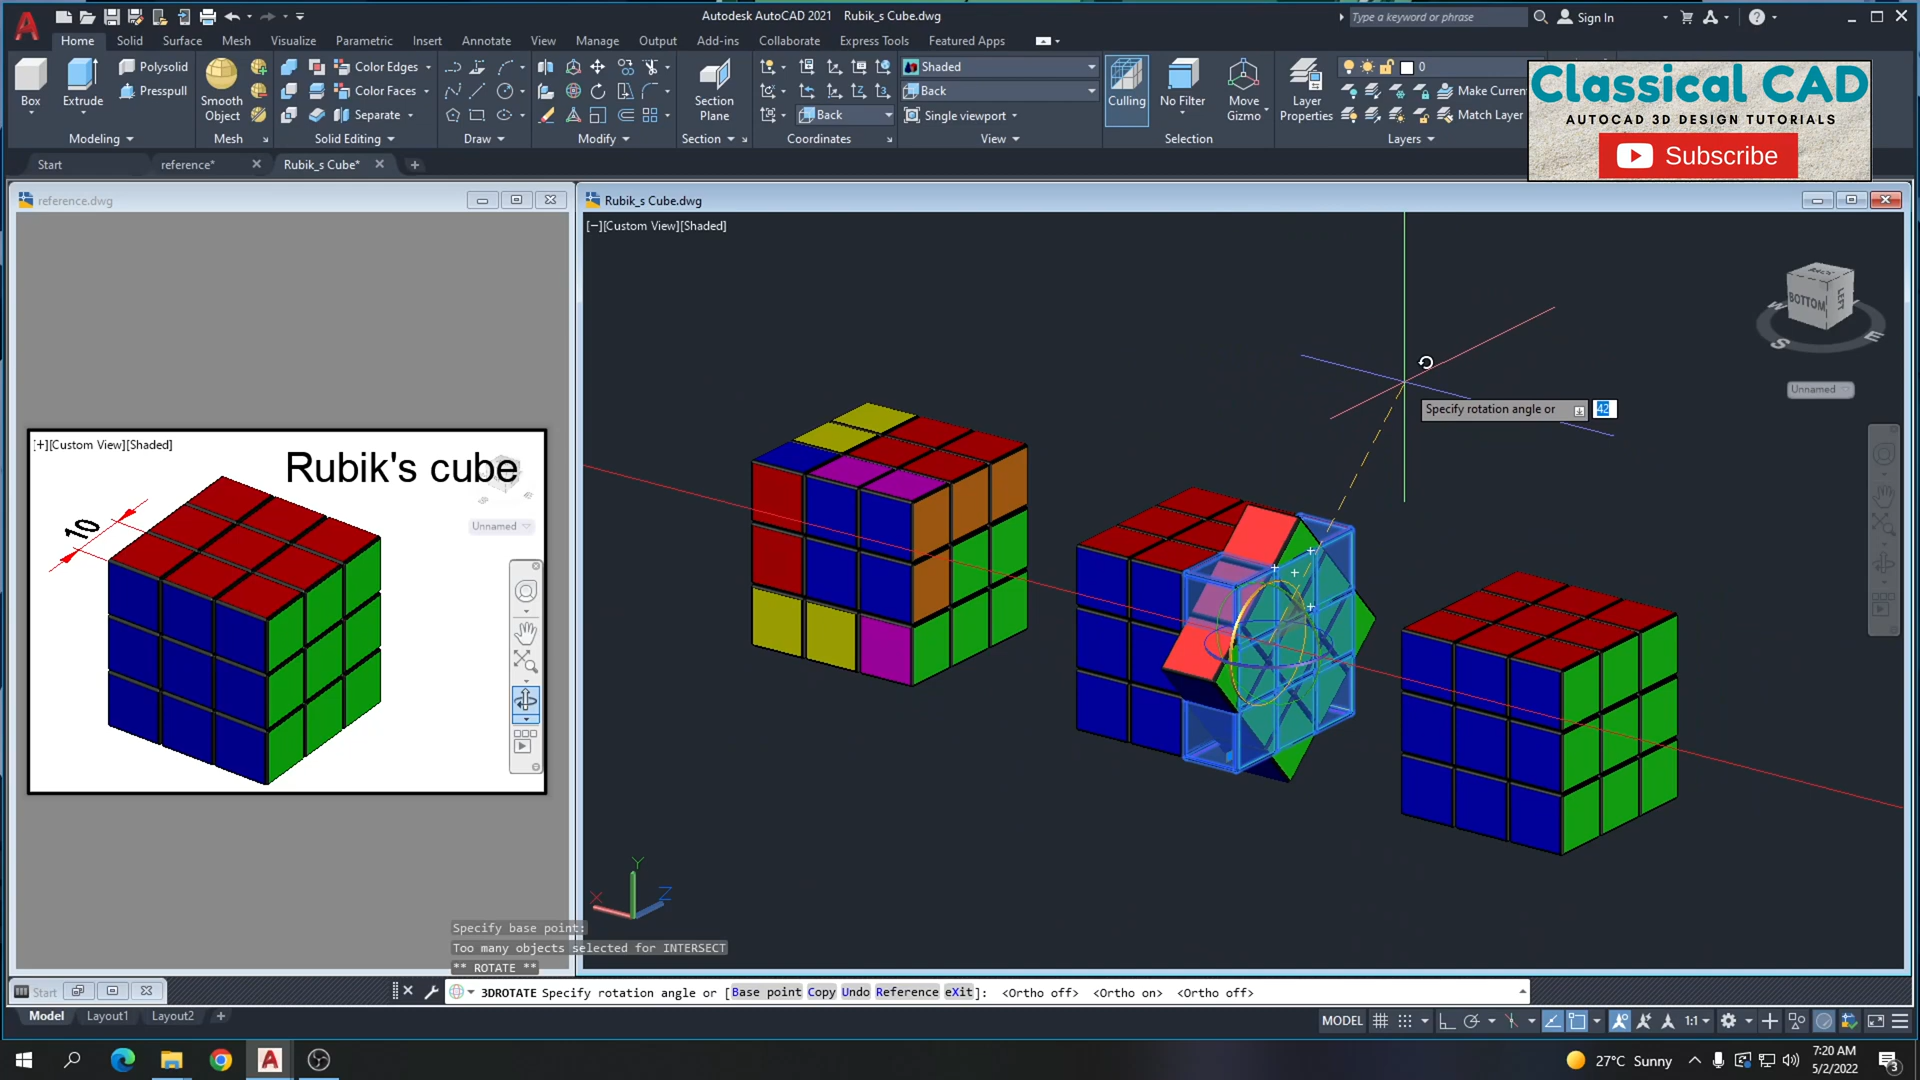 Autodesk AutoCAD 2021 Rubik_s Cube.dwg
Type a keyword or phrase
Sign In
Home Solid Surface Mesh Visualize Parametric Insert Annotate View Manage Output Add-ins Collaborate Express Tools Featured Apps
Box
Extrude
Polysolid
Presspull
Smooth
Object
Color Edges
Color Faces
Separate
Section
Plane
Back
Shaded
Back
Single viewport
Culling
No Filter
Move
Gizmo
Layer
Properties
0
Make Current
Match Layer
Modeling
Mesh
Solid Editing
Draw
Modify
Section
Coordinates
View
Selection
Layers
Classical CAD
AUTOCAD 3D DESIGN TUTORIALS
Subscribe
Start
reference*
Rubik_s Cube*
reference.dwg
Rubik_s Cube.dwg
[−][Custom View][Shaded]
[+][Custom View][Shaded]
Rubik's cube
10
Unnamed
BACK
BOTTOM
LEFT
W
S
E
Unnamed
Specify rotation angle or
42
Y
X
Z
Specify base point:
Too many objects selected for INTERSECT
** ROTATE **
Start
3DROTATE Specify rotation angle or [Base point Copy Undo Reference eXit]: <Ortho off> <Ortho on> <Ortho off>
Model Layout1 Layout2
MODEL
1:1
27°C Sunny
7:20 AM
5/2/2022
3